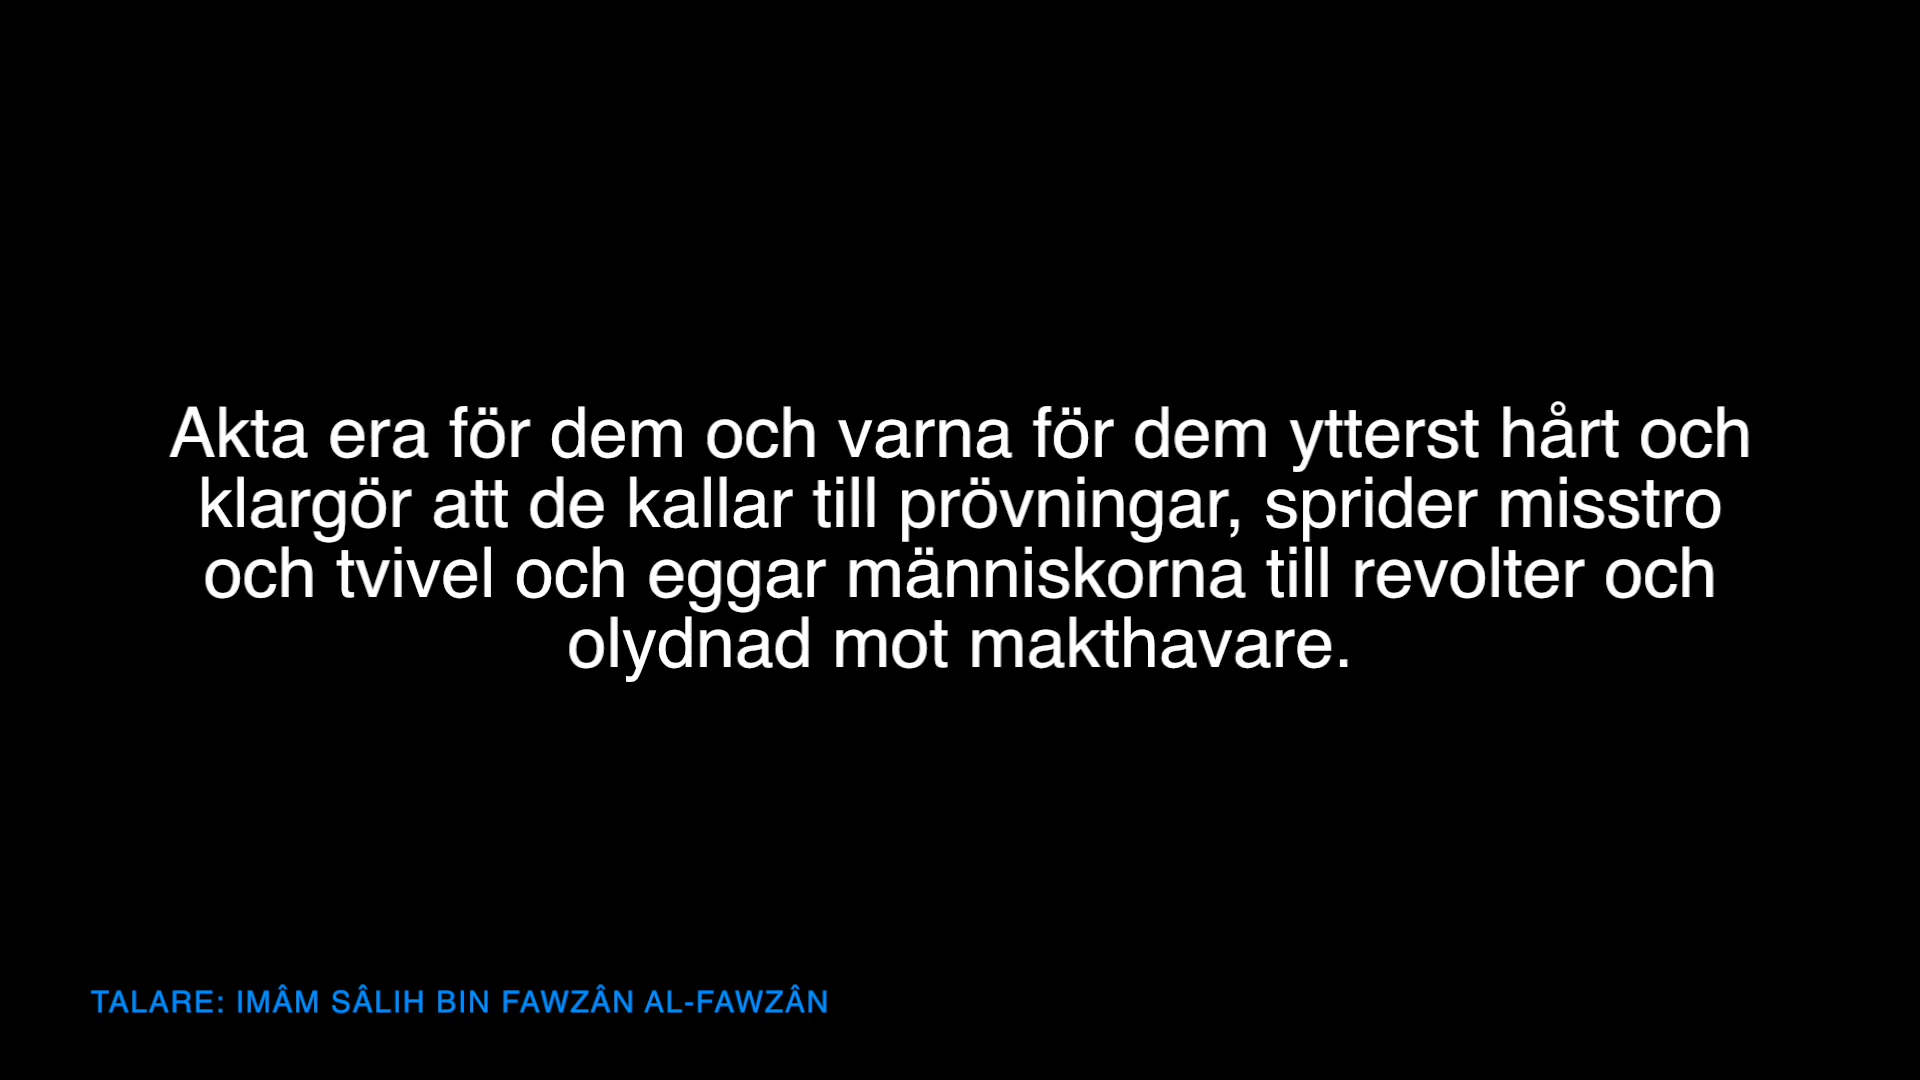 Akta era för dem och varna för dem ytterst hårt och
klargör att de kallar till prövningar, sprider misstro
och tvivel och eggar människorna till revolter och
olydnad mot makthavare.
TALARE: IMÂM SÂLIH BIN FAWZÂN AL-FAWZÂN